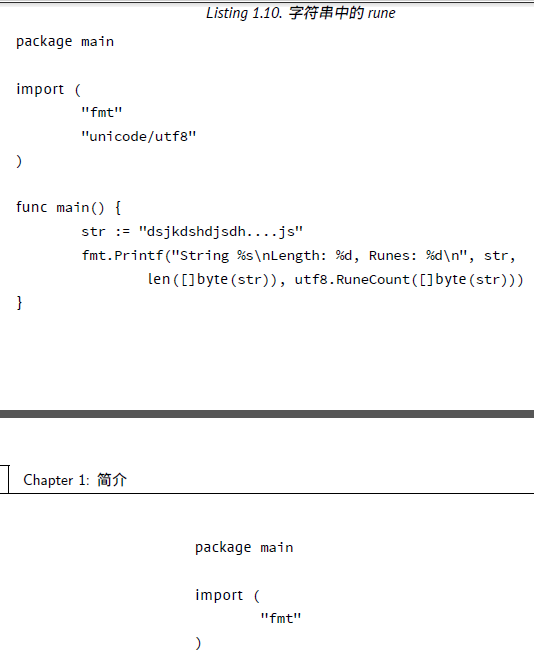 Listing 1.10. 字符串中的 rune
package main
import (
"fmt"
"unicode/utf8"
)
func main() {
str := "dsjkdshdjsdh....js"
fmt.Printf("String %s\nLength: %d, Runes: %d\n", str,
len([]byte(str)), utf8.RuneCount([]byte(str)))
}
Chapter 1: 简介
package main
import (
"fmt"
)